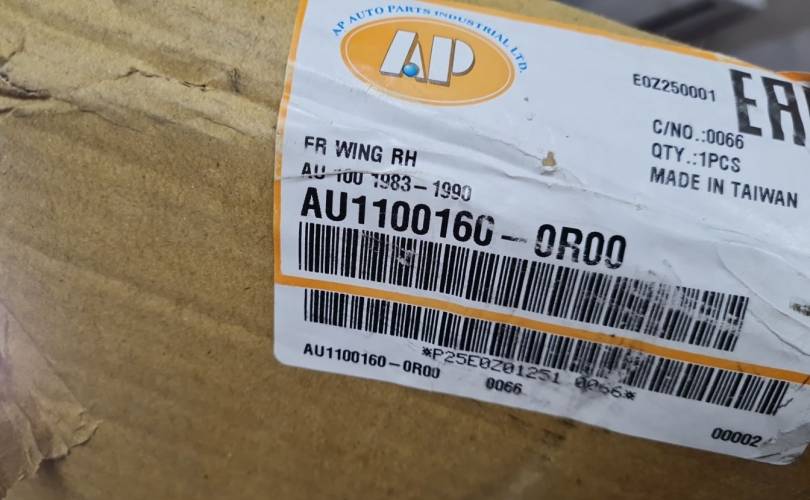 AP AUTO PARTS INDUSTRIAL LTD.
AP
E0Z250001
EAC
C/NO.:0066
QTY.:1PCS
MADE IN TAIWAN
FR WING RH
AU 100 1983-1990
AU1100160-0R00
*P25E0Z01251 0066*
AU1100160-0R00
0066
00002